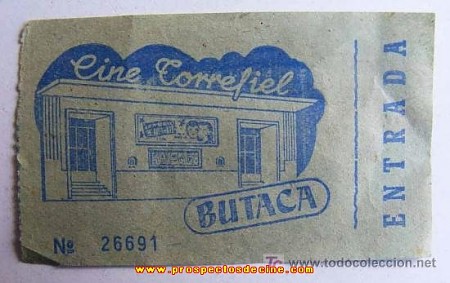 Cine Torrefiel
BUTACA
Nº 26691
ENTRADA
www.prospectosdecine.com
www.todocoleccion.net